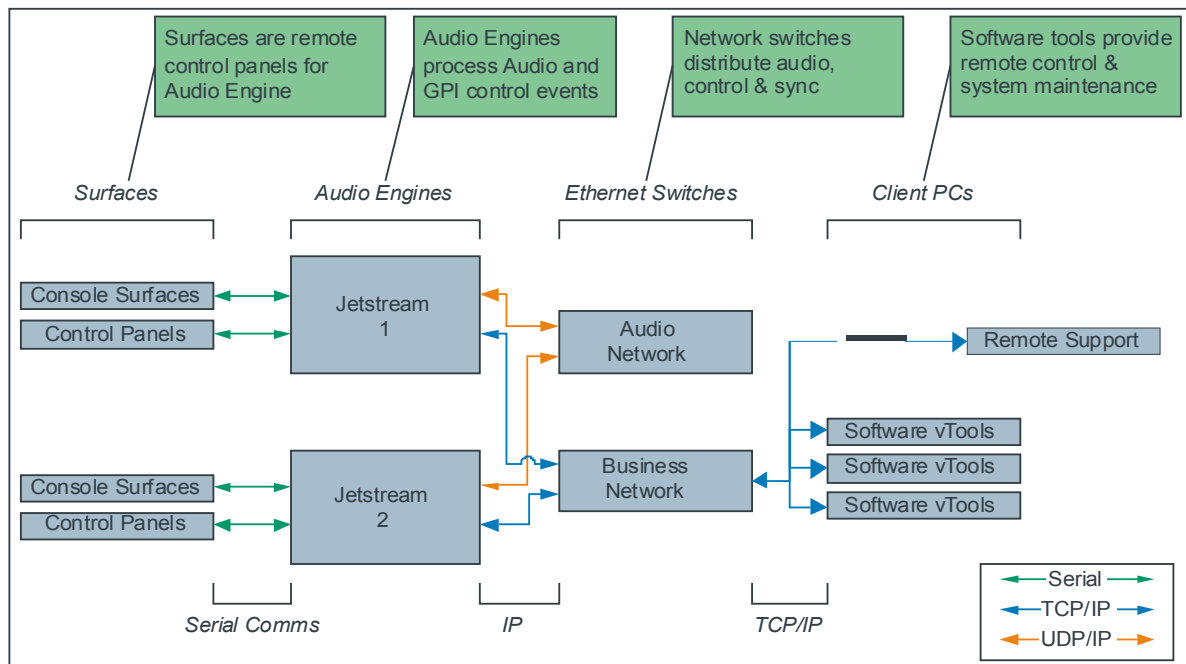 Surfaces are remote
control panels for
Audio Engine
Audio Engines
process Audio and
GPI control events
Network switches
distribute audio,
control & sync
Software tools provide
remote control &
system maintenance
Surfaces
Audio Engines
Ethernet Switches
Client PCs
Console Surfaces
Control Panels
Jetstream
1
Audio
Network
Remote Support
Console Surfaces
Control Panels
Jetstream
2
Business
Network
Software vTools
Software vTools
Software vTools
Serial Comms
IP
TCP/IP
Serial
TCP/IP
UDP/IP